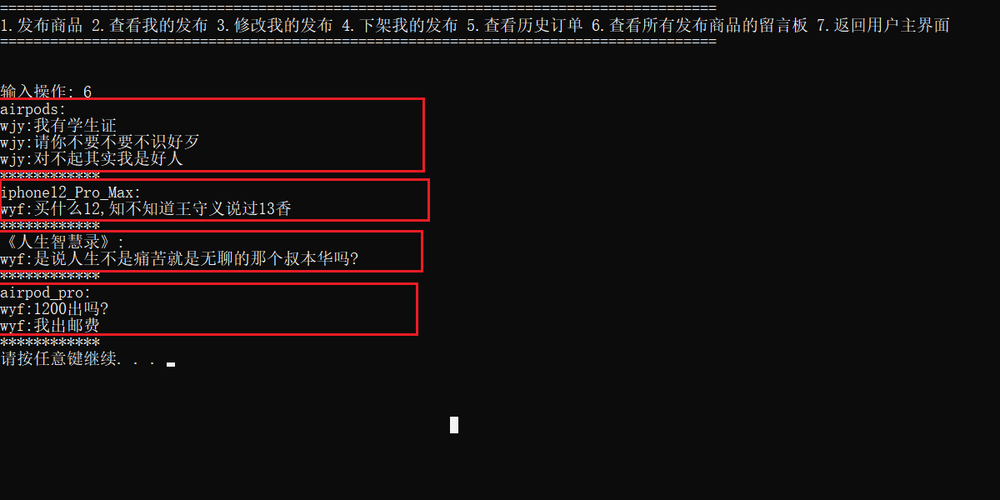 ======================================================================================
1.发布商品 2.查看我的发布 3.修改我的发布 4.下架我的发布 5.查看历史订单 6.查看所有发布商品的留言板 7.返回用户主界面
======================================================================================
输入操作: 6
airpods:
wjy:我有学生证
wjy:请你不要不要不识好歹
wjy:对不起其实我是好人
************
iphone12_Pro_Max:
wyf:买什么12,知不知道王守义说过13香
************
《人生智慧录》:
wyf:是说人生不是痛苦就是无聊的那个叔本华吗?
************
airpod_pro:
wyf:1200出吗?
wyf:我出邮费
************
请按任意键继续. . .